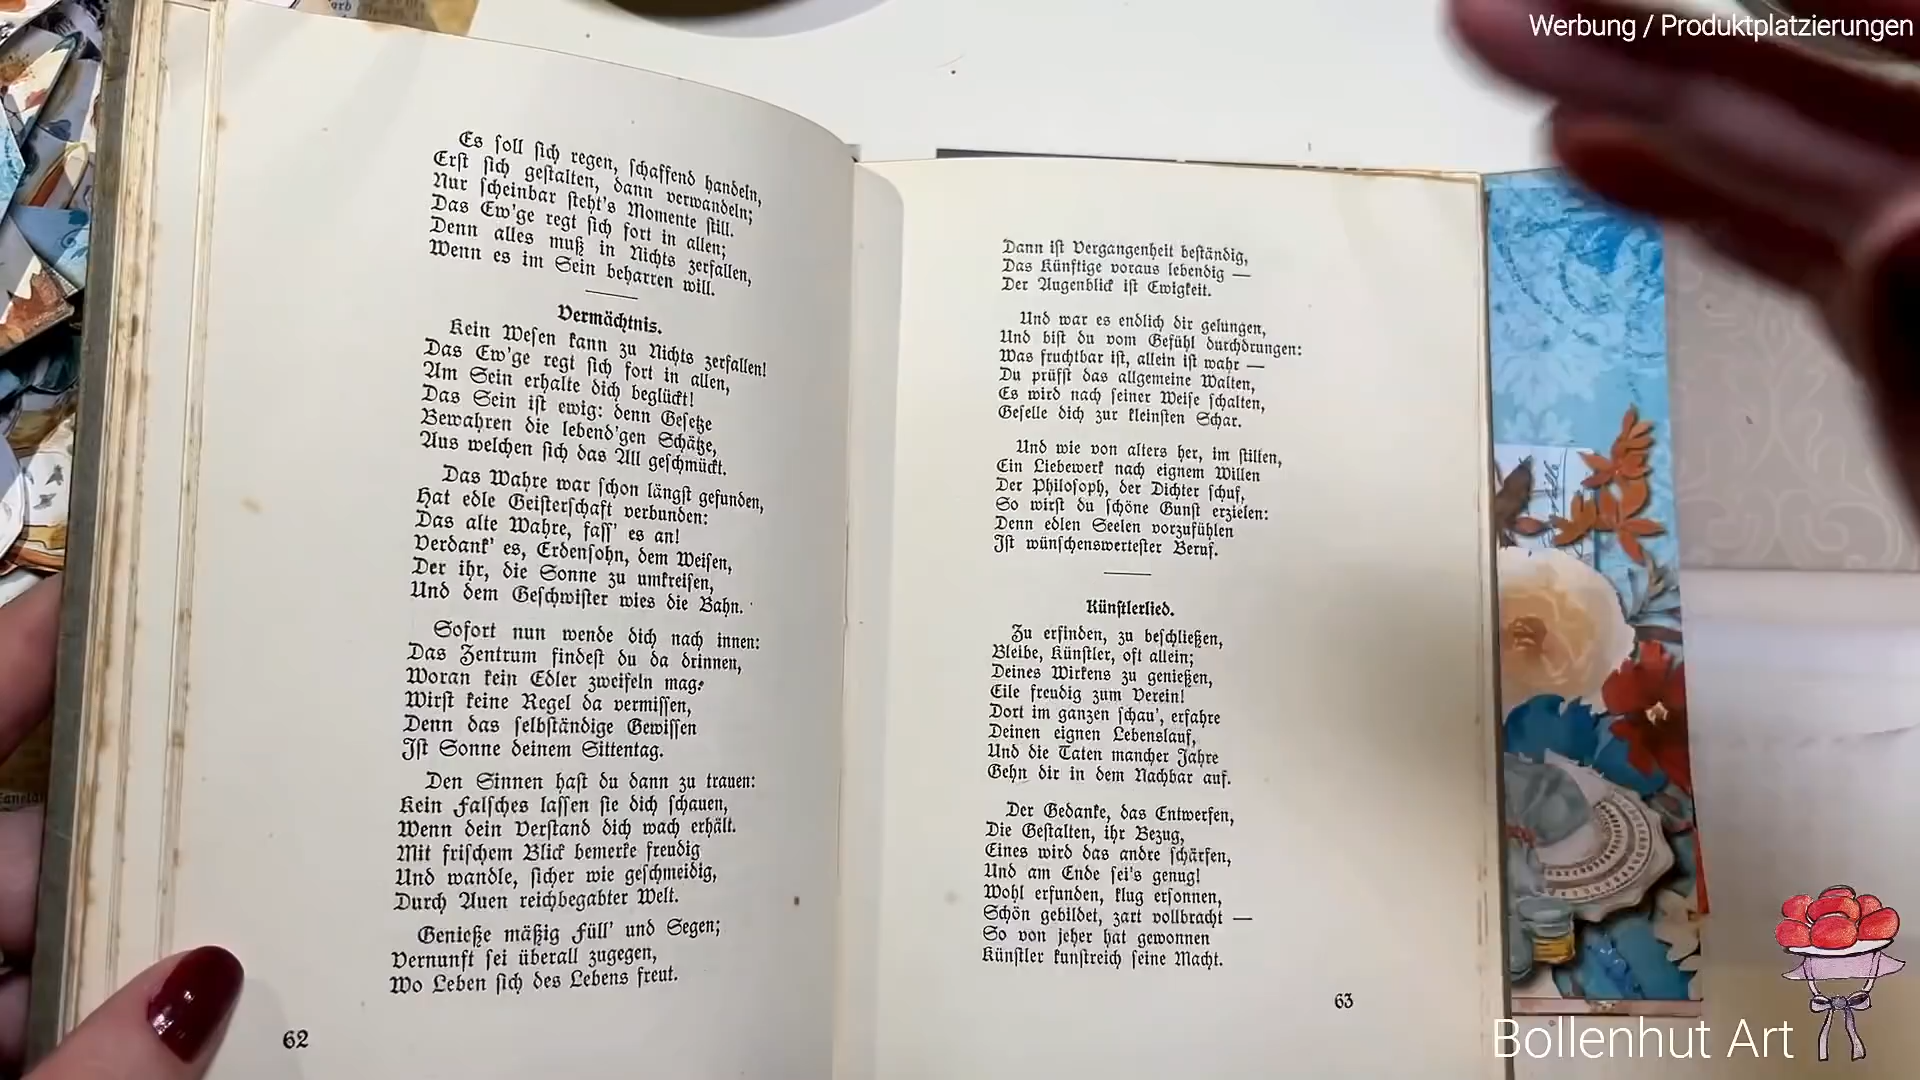 Werbung / Produktplatzierungen
Es soll sich regen, schaffend handeln,
Erst sich gestalten, dann verwandeln;
Nur scheinbar steht's Momente still.
Das Ew'ge regt sich fort in allen;
Denn alles muß in Nichts zerfallen,
Wenn es im Sein beharren will.
Vermächtnis.
Kein Wesen kann zu Nichts zerfallen!
Das Ew'ge regt sich fort in allen,
Am Sein erhalte dich beglückt!
Das Sein ist ewig: denn Gesetze
Bewahren die lebend'gen Schätze,
Aus welchen sich das All geschmückt.
Das Wahre war schon längst gefunden,
Hat edle Geisterschaft verbunden:
Das alte Wahre, fass' es an!
Verdank' es, Erdensohn, dem Weisen,
Der ihr, die Sonne zu umkreisen,
Und dem Geschwister wies die Bahn.
Sofort nun wende dich nach innen:
Das Zentrum findest du da drinnen,
Woran kein Edler zweifeln mag.
Wirst keine Regel da vermissen,
Denn das selbständige Gewissen
Ist Sonne deinem Sittentag.
Den Sinnen hast du dann zu trauen:
Kein Falsches lassen sie dich schauen,
Wenn dein Verstand dich wach erhält.
Mit frischem Blick bemerke freudig
Und wandle, sicher wie geschmeidig,
Durch Auen reichbegabter Welt.
Genieße mäßig Füll' und Segen;
Vernunft sei überall zugegen,
Wo Leben sich des Lebens freut.
62
Dann ist Vergangenheit beständig,
Das Künftige voraus lebendig —
Der Augenblick ist Ewigkeit.
Und war es endlich dir gelungen,
Und bist du vom Gefühl durchdrungen:
Was fruchtbar ist, allein ist wahr —
Du prüfst das allgemeine Walten,
Es wird nach seiner Weise schalten,
Geselle dich zur kleinsten Schar.
Und wie von alters her, im stillen,
Ein Liebewerk nach eignem Willen
Der Philosoph, der Dichter schuf,
So wirst du schöne Gunst erzielen:
Denn edlen Seelen vorzufühlen
Ist wünschenswertester Beruf.
Künstlerlied.
Zu erfinden, zu beschließen,
Bleibe, Künstler, oft allein;
Deines Wirkens zu genießen,
Eile freudig zum Verein!
Dort im ganzen schau', erfahre
Deinen eignen Lebenslauf,
Und die Taten mancher Jahre
Gehn dir in dem Nachbar auf.
Der Gedanke, das Entwerfen,
Die Gestalten, ihr Bezug,
Eines wird das andre schärfen,
Und am Ende sei's genug!
Wohl erfunden, klug ersonnen,
Schön gebildet, zart vollbracht —
So von jeher hat gewonnen
Künstler kunstreich seine Macht.
63
Bollenhut Art